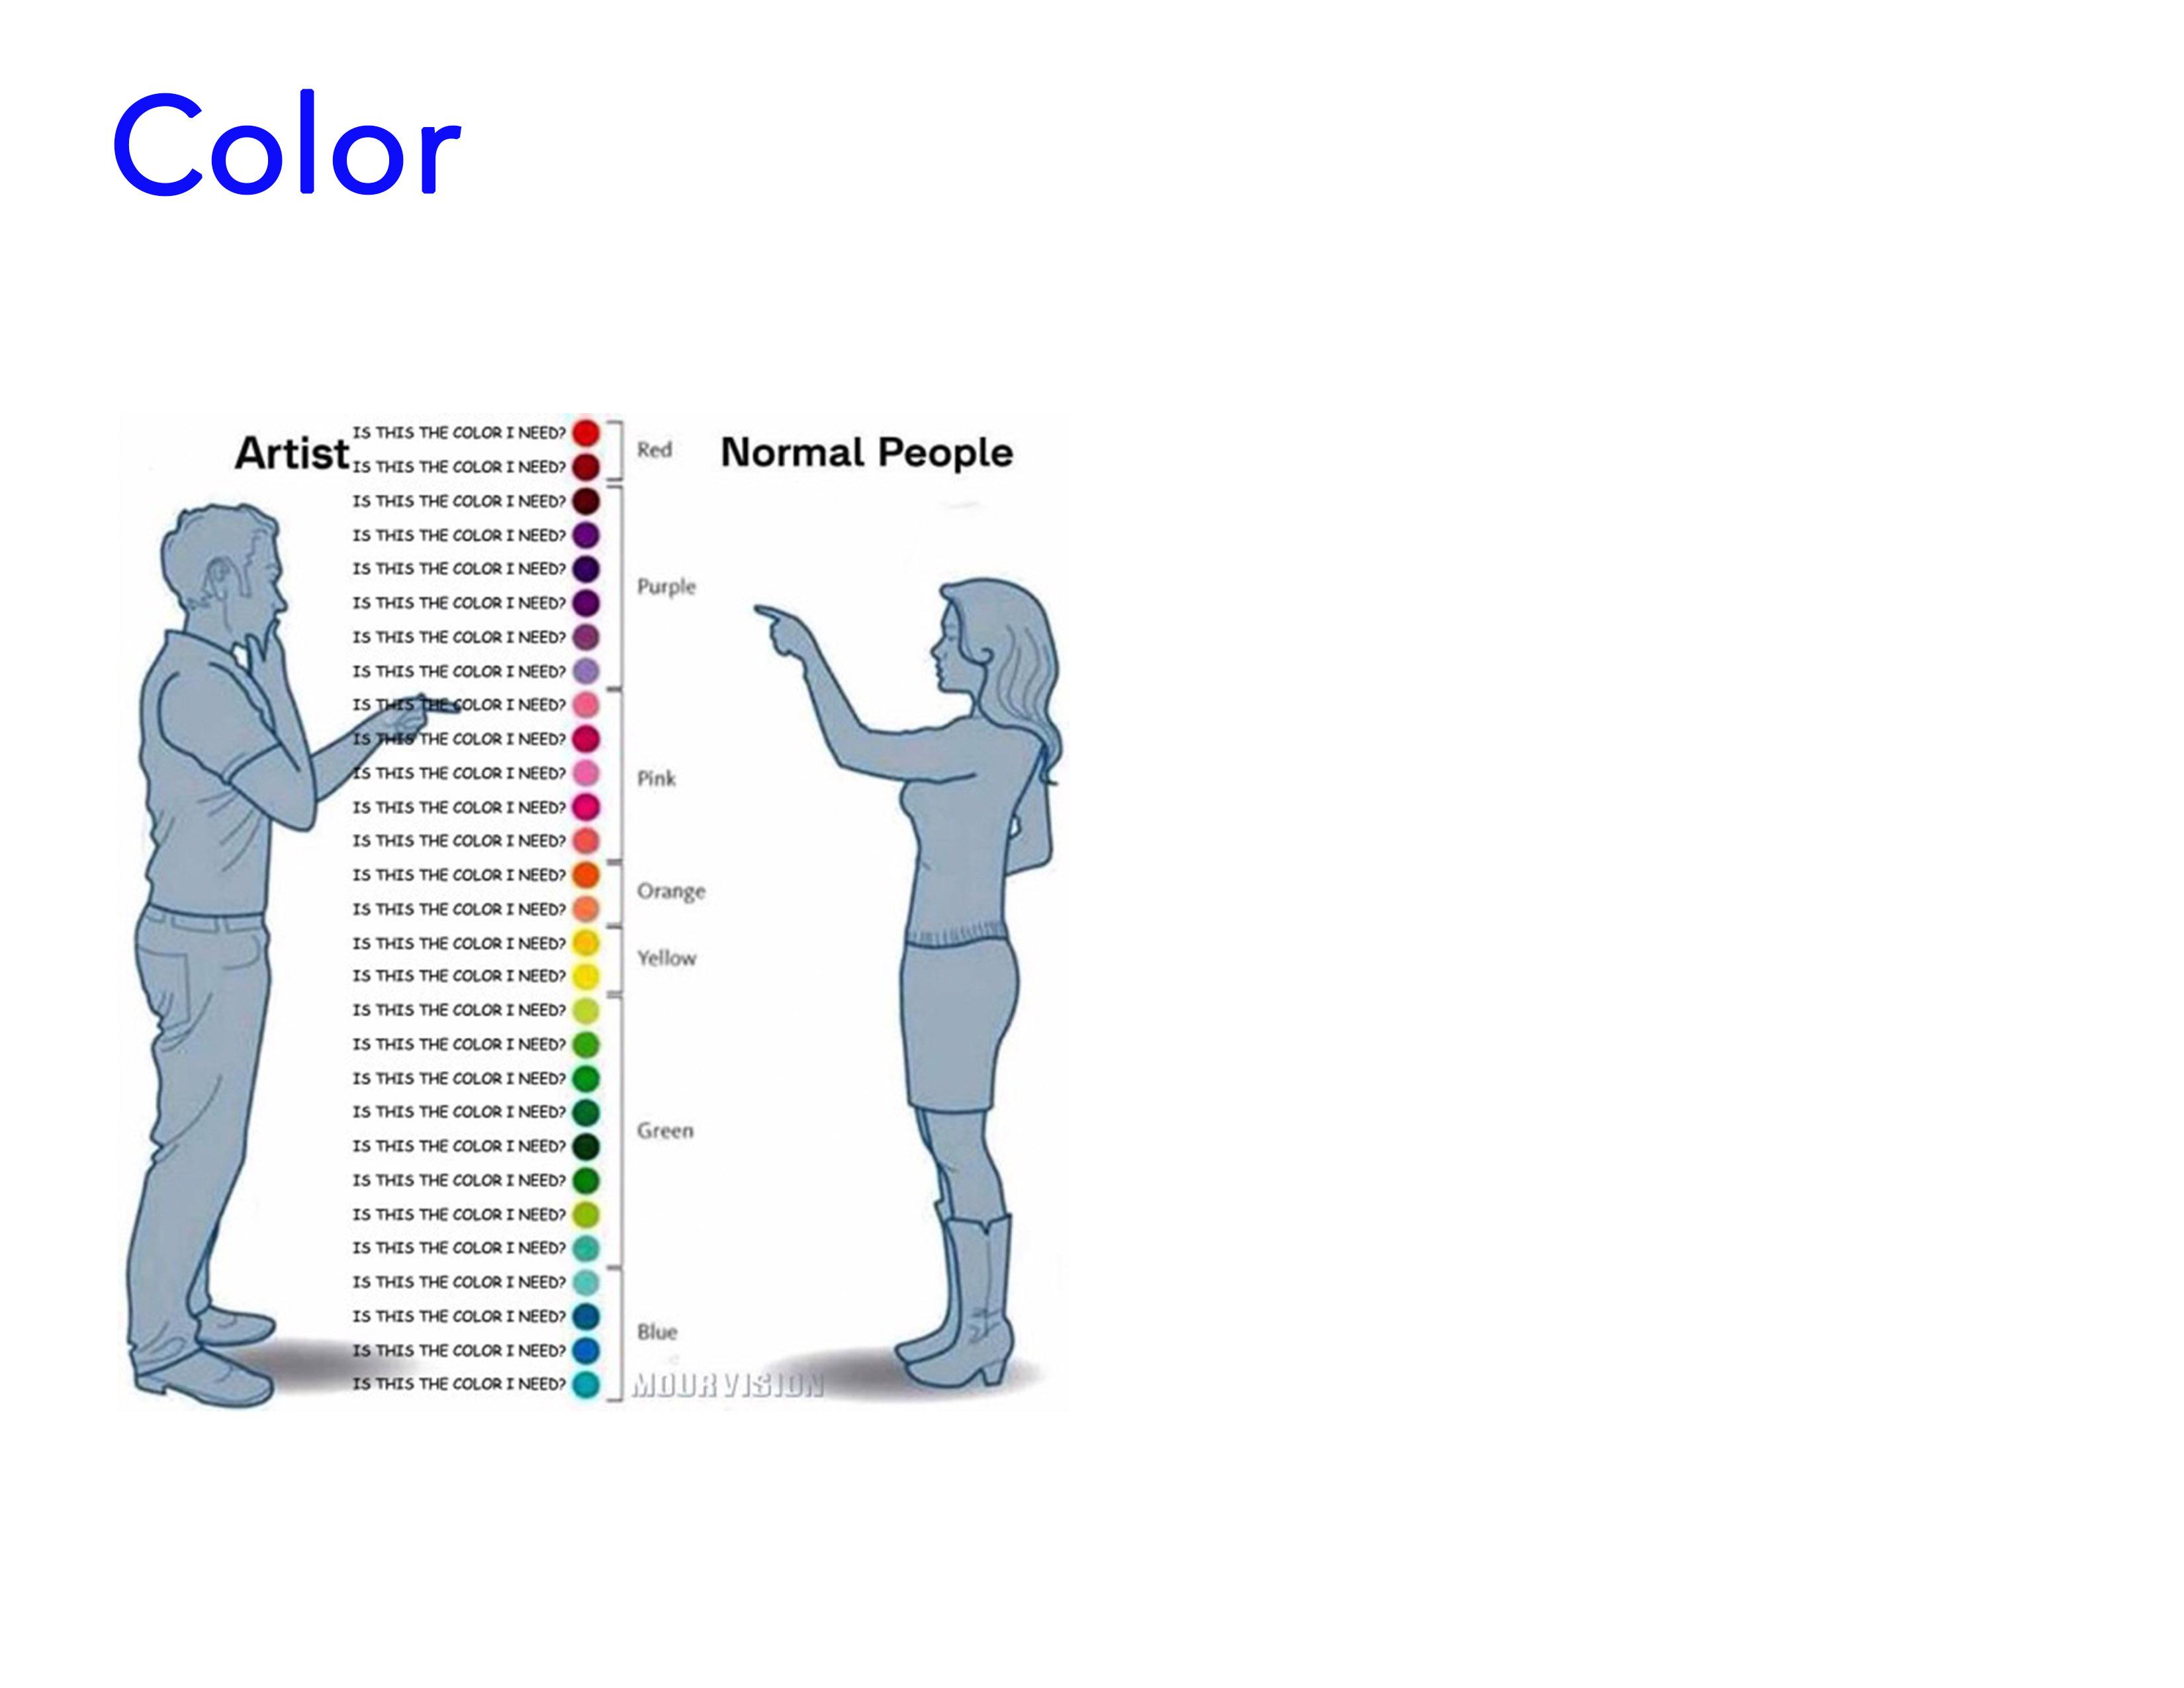 Color
Artist
Normal People
IS THIS THE COLOR I NEED?
IS THIS THE COLOR I NEED?
Red
IS THIS THE COLOR I NEED?
IS THIS THE COLOR I NEED?
IS THIS THE COLOR I NEED?
IS THIS THE COLOR I NEED?
IS THIS THE COLOR I NEED?
IS THIS THE COLOR I NEED?
Purple
IS THIS THE COLOR I NEED?
IS THIS THE COLOR I NEED?
IS THIS THE COLOR I NEED?
IS THIS THE COLOR I NEED?
IS THIS THE COLOR I NEED?
Pink
IS THIS THE COLOR I NEED?
IS THIS THE COLOR I NEED?
Orange
IS THIS THE COLOR I NEED?
IS THIS THE COLOR I NEED?
Yellow
IS THIS THE COLOR I NEED?
IS THIS THE COLOR I NEED?
IS THIS THE COLOR I NEED?
IS THIS THE COLOR I NEED?
IS THIS THE COLOR I NEED?
IS THIS THE COLOR I NEED?
IS THIS THE COLOR I NEED?
IS THIS THE COLOR I NEED?
Green
IS THIS THE COLOR I NEED?
IS THIS THE COLOR I NEED?
IS THIS THE COLOR I NEED?
IS THIS THE COLOR I NEED?
Blue
MOURVISION